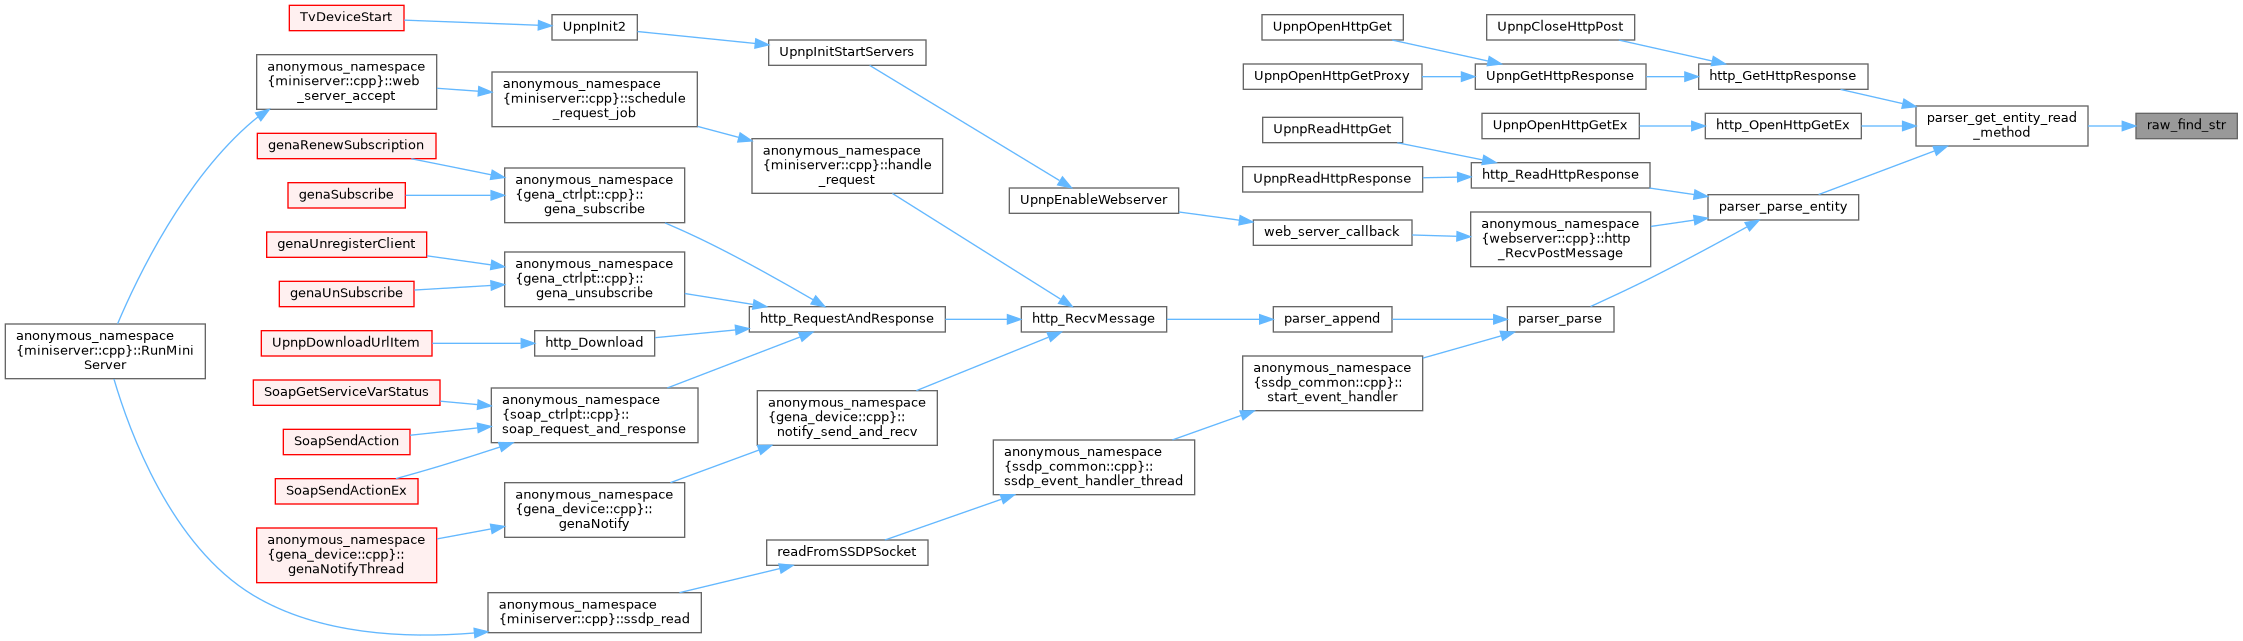 TvDeviceStart
UpnpInit2
UpnpInitStartServers
UpnpOpenHttpGet
UpnpCloseHttpPost
anonymous_namespace
{miniserver::cpp}::web
_server_accept
anonymous_namespace
{miniserver::cpp}::schedule
_request_job
UpnpOpenHttpGetProxy
UpnpGetHttpResponse
http_GetHttpResponse
genaRenewSubscription
anonymous_namespace
{miniserver::cpp}::handle
_request
UpnpReadHttpGet
UpnpOpenHttpGetEx
http_OpenHttpGetEx
parser_get_entity_read
_method
raw_find_str
genaSubscribe
anonymous_namespace
{gena_ctrlpt::cpp}::
gena_subscribe
UpnpEnableWebserver
UpnpReadHttpResponse
http_ReadHttpResponse
parser_parse_entity
genaUnregisterClient
web_server_callback
anonymous_namespace
{webserver::cpp}::http
_RecvPostMessage
genaUnSubscribe
anonymous_namespace
{gena_ctrlpt::cpp}::
gena_unsubscribe
http_RequestAndResponse
http_RecvMessage
parser_append
parser_parse
anonymous_namespace
{miniserver::cpp}::RunMini
Server
UpnpDownloadUrlItem
http_Download
SoapGetServiceVarStatus
anonymous_namespace
{soap_ctrlpt::cpp}::
soap_request_and_response
anonymous_namespace
{gena_device::cpp}::
notify_send_and_recv
anonymous_namespace
{ssdp_common::cpp}::
start_event_handler
SoapSendAction
SoapSendActionEx
anonymous_namespace
{ssdp_common::cpp}::
ssdp_event_handler_thread
anonymous_namespace
{gena_device::cpp}::
genaNotifyThread
anonymous_namespace
{gena_device::cpp}::
genaNotify
readFromSSDPSocket
anonymous_namespace
{miniserver::cpp}::ssdp_read